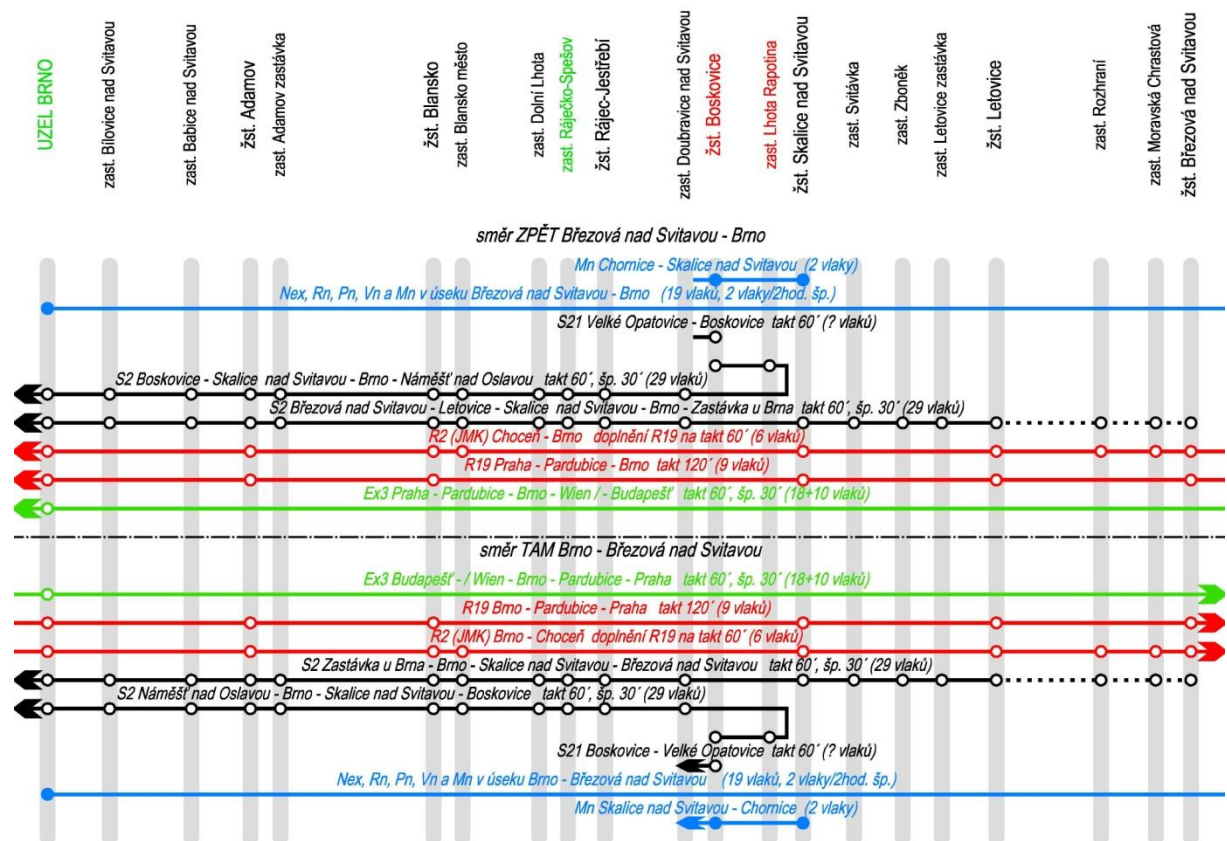 UZEL BRNO
zast. Bílovice nad Svitavou
zast. Babice nad Svitavou
žst. Adamov
zast. Adamov zastávka
žst. Blansko
zast. Blansko město
zast. Dolní Lhota
zast. Ráječko-Spešov
žst. Rájec-Jestřebí
zast. Doubravice nad Svitavou
žst. Boskovice
zast. Lhota Rapotina
žst. Skalice nad Svitavou
zast. Svitávka
zast. Zboněk
zast. Letovice zastávka
žst. Letovice
zast. Rozhraní
zast. Moravská Chrastová
žst. Březová nad Svitavou
směr ZPĚT Březová nad Svitavou - Brno
Mn Chornice - Skalice nad Svitavou (2 vlaky)
Nex, Rn, Pn, Vn a Mn v úseku Březová nad Svitavou - Brno (19 vlaků, 2 vlaky/2hod. šp.)
S21 Velké Opatovice - Boskovice takt 60´ (? vlaků)
S2 Boskovice - Skalice nad Svitavou - Brno - Náměšť nad Oslavou takt 60´, šp. 30´ (29 vlaků)
S2 Březová nad Svitavou - Letovice - Skalice nad Svitavou - Brno - Zastávka u Brna takt 60´, šp. 30´ (29 vlaků)
R2 (JMK) Choceň - Brno doplnění R19 na takt 60´ (6 vlaků)
R19 Praha - Pardubice - Brno takt 120´ (9 vlaků)
Ex3 Praha - Pardubice - Brno - Wien / - Budapešť takt 60´, šp. 30´ (18+10 vlaků)
směr TAM Brno - Březová nad Svitavou
Ex3 Budapešť - / Wien - Brno - Pardubice - Praha takt 60´, šp. 30´ (18+10 vlaků)
R19 Brno - Pardubice - Praha takt 120´ (9 vlaků)
R2 (JMK) Brno - Choceň doplnění R19 na takt 60´ (6 vlaků)
S2 Zastávka u Brna - Brno - Skalice nad Svitavou - Březová nad Svitavou takt 60´, šp. 30´ (29 vlaků)
S2 Náměšť nad Oslavou - Brno - Skalice nad Svitavou - Boskovice takt 60´, šp. 30´ (29 vlaků)
S21 Boskovice - Velké Opatovice takt 60´ (? vlaků)
Nex, Rn, Pn, Vn a Mn v úseku Brno - Březová nad Svitavou (19 vlaků, 2 vlaky/2hod. šp.)
Mn Skalice nad Svitavou - Chornice (2 vlaky)